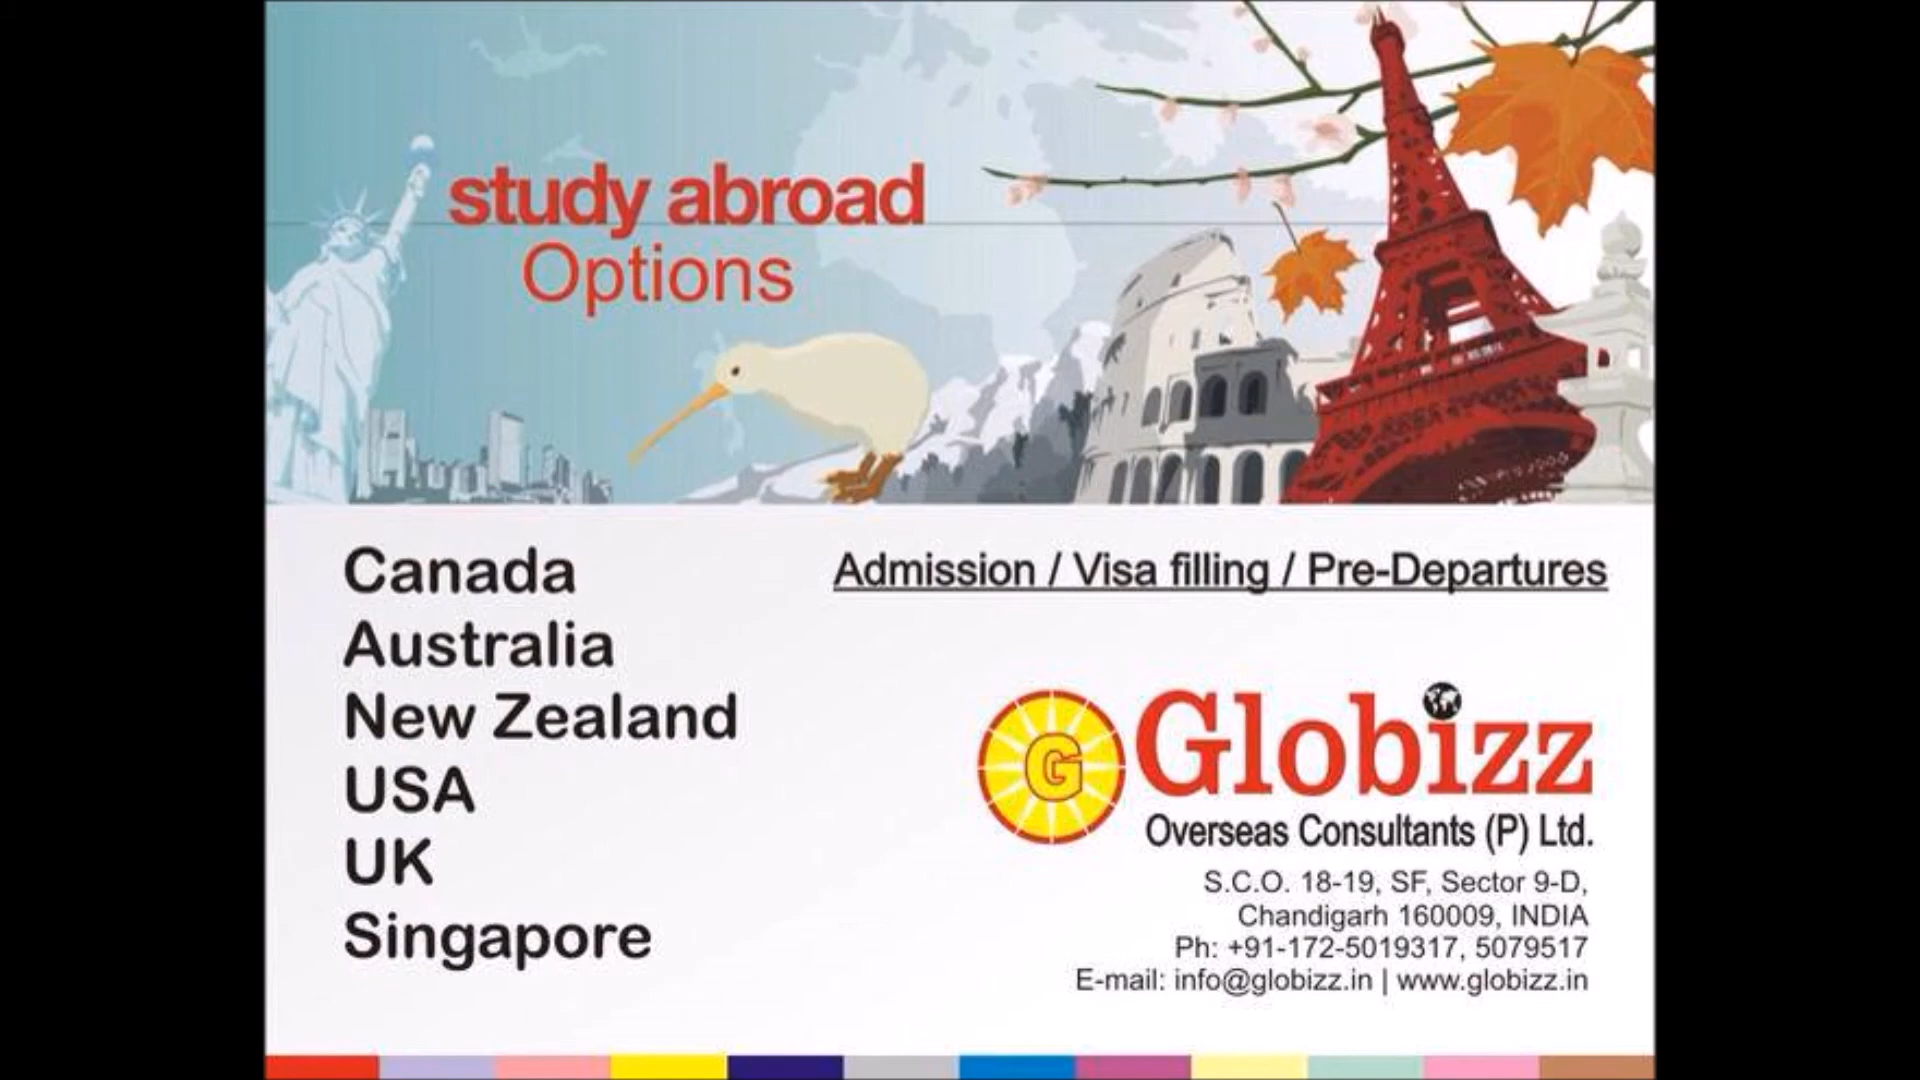 study abroad
Options
Canada
Australia
New Zealand
USA
UK
Singapore
Admission / Visa filling / Pre-Departures
G
Globizz
Overseas Consultants (P) Ltd.
S.C.O. 18-19, SF, Sector 9-D,
Chandigarh 160009, INDIA
Ph: +91-172-5019317, 5079517
E-mail: info@globizz.in | www.globizz.in